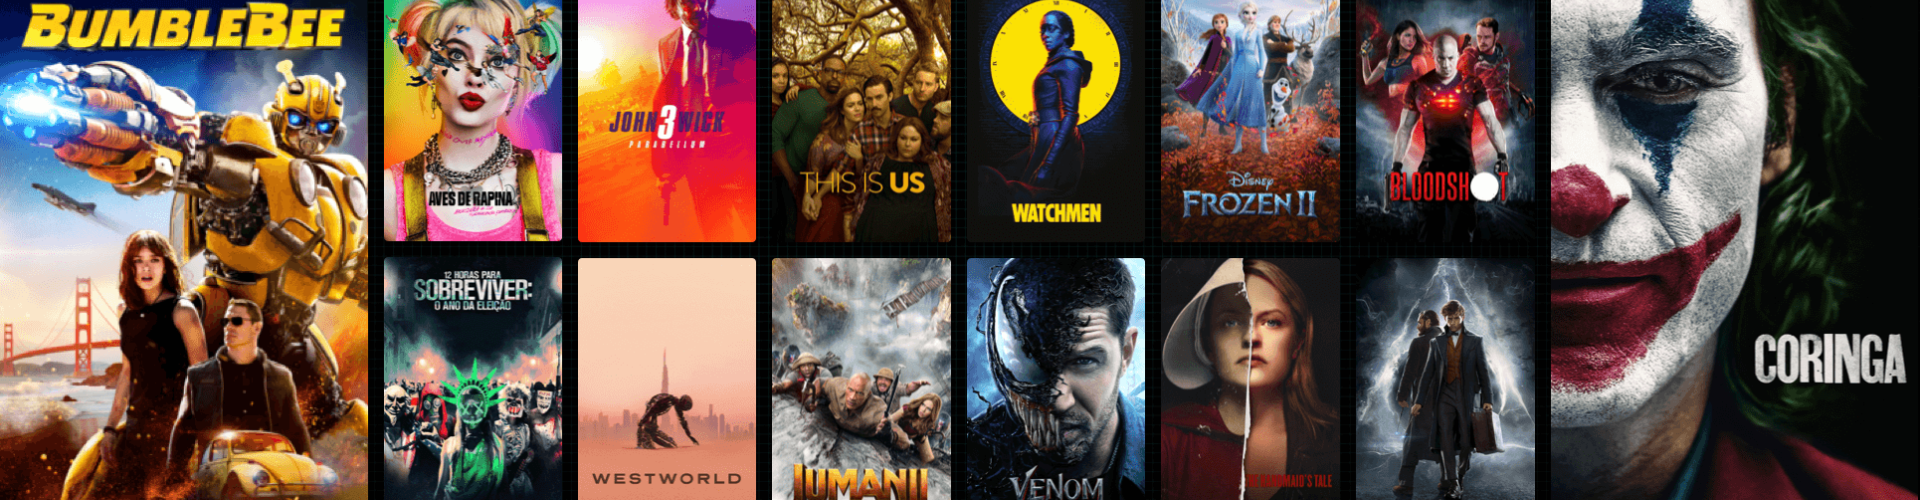 BUMBLEBEE
AVES DE RAPINA
JOHN 3 WICK
PARABELLUM
THIS IS US
WATCHMEN
DISNEY
FROZEN II
BLOODSHOT
12 HORAS PARA
SOBREVIVER:
O ANO DA ELEIÇÃO
WESTWORLD
JUMANJI
VENOM
HANDMAID'S TALE
CORINGA